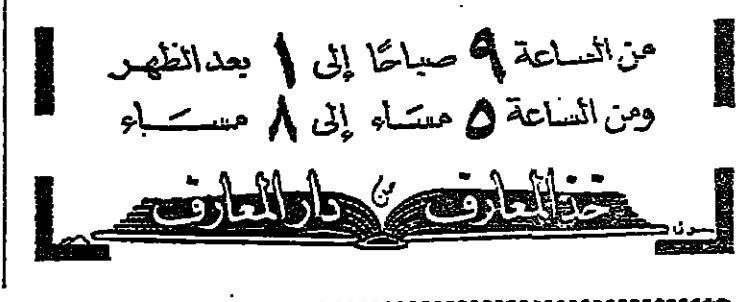 من الساعة ٩ صباحًا إلى ١ بعد الظهر
ومن الساعة ٥ مساء إلى ٨ مساء
خذ المعارف من دار المعارف